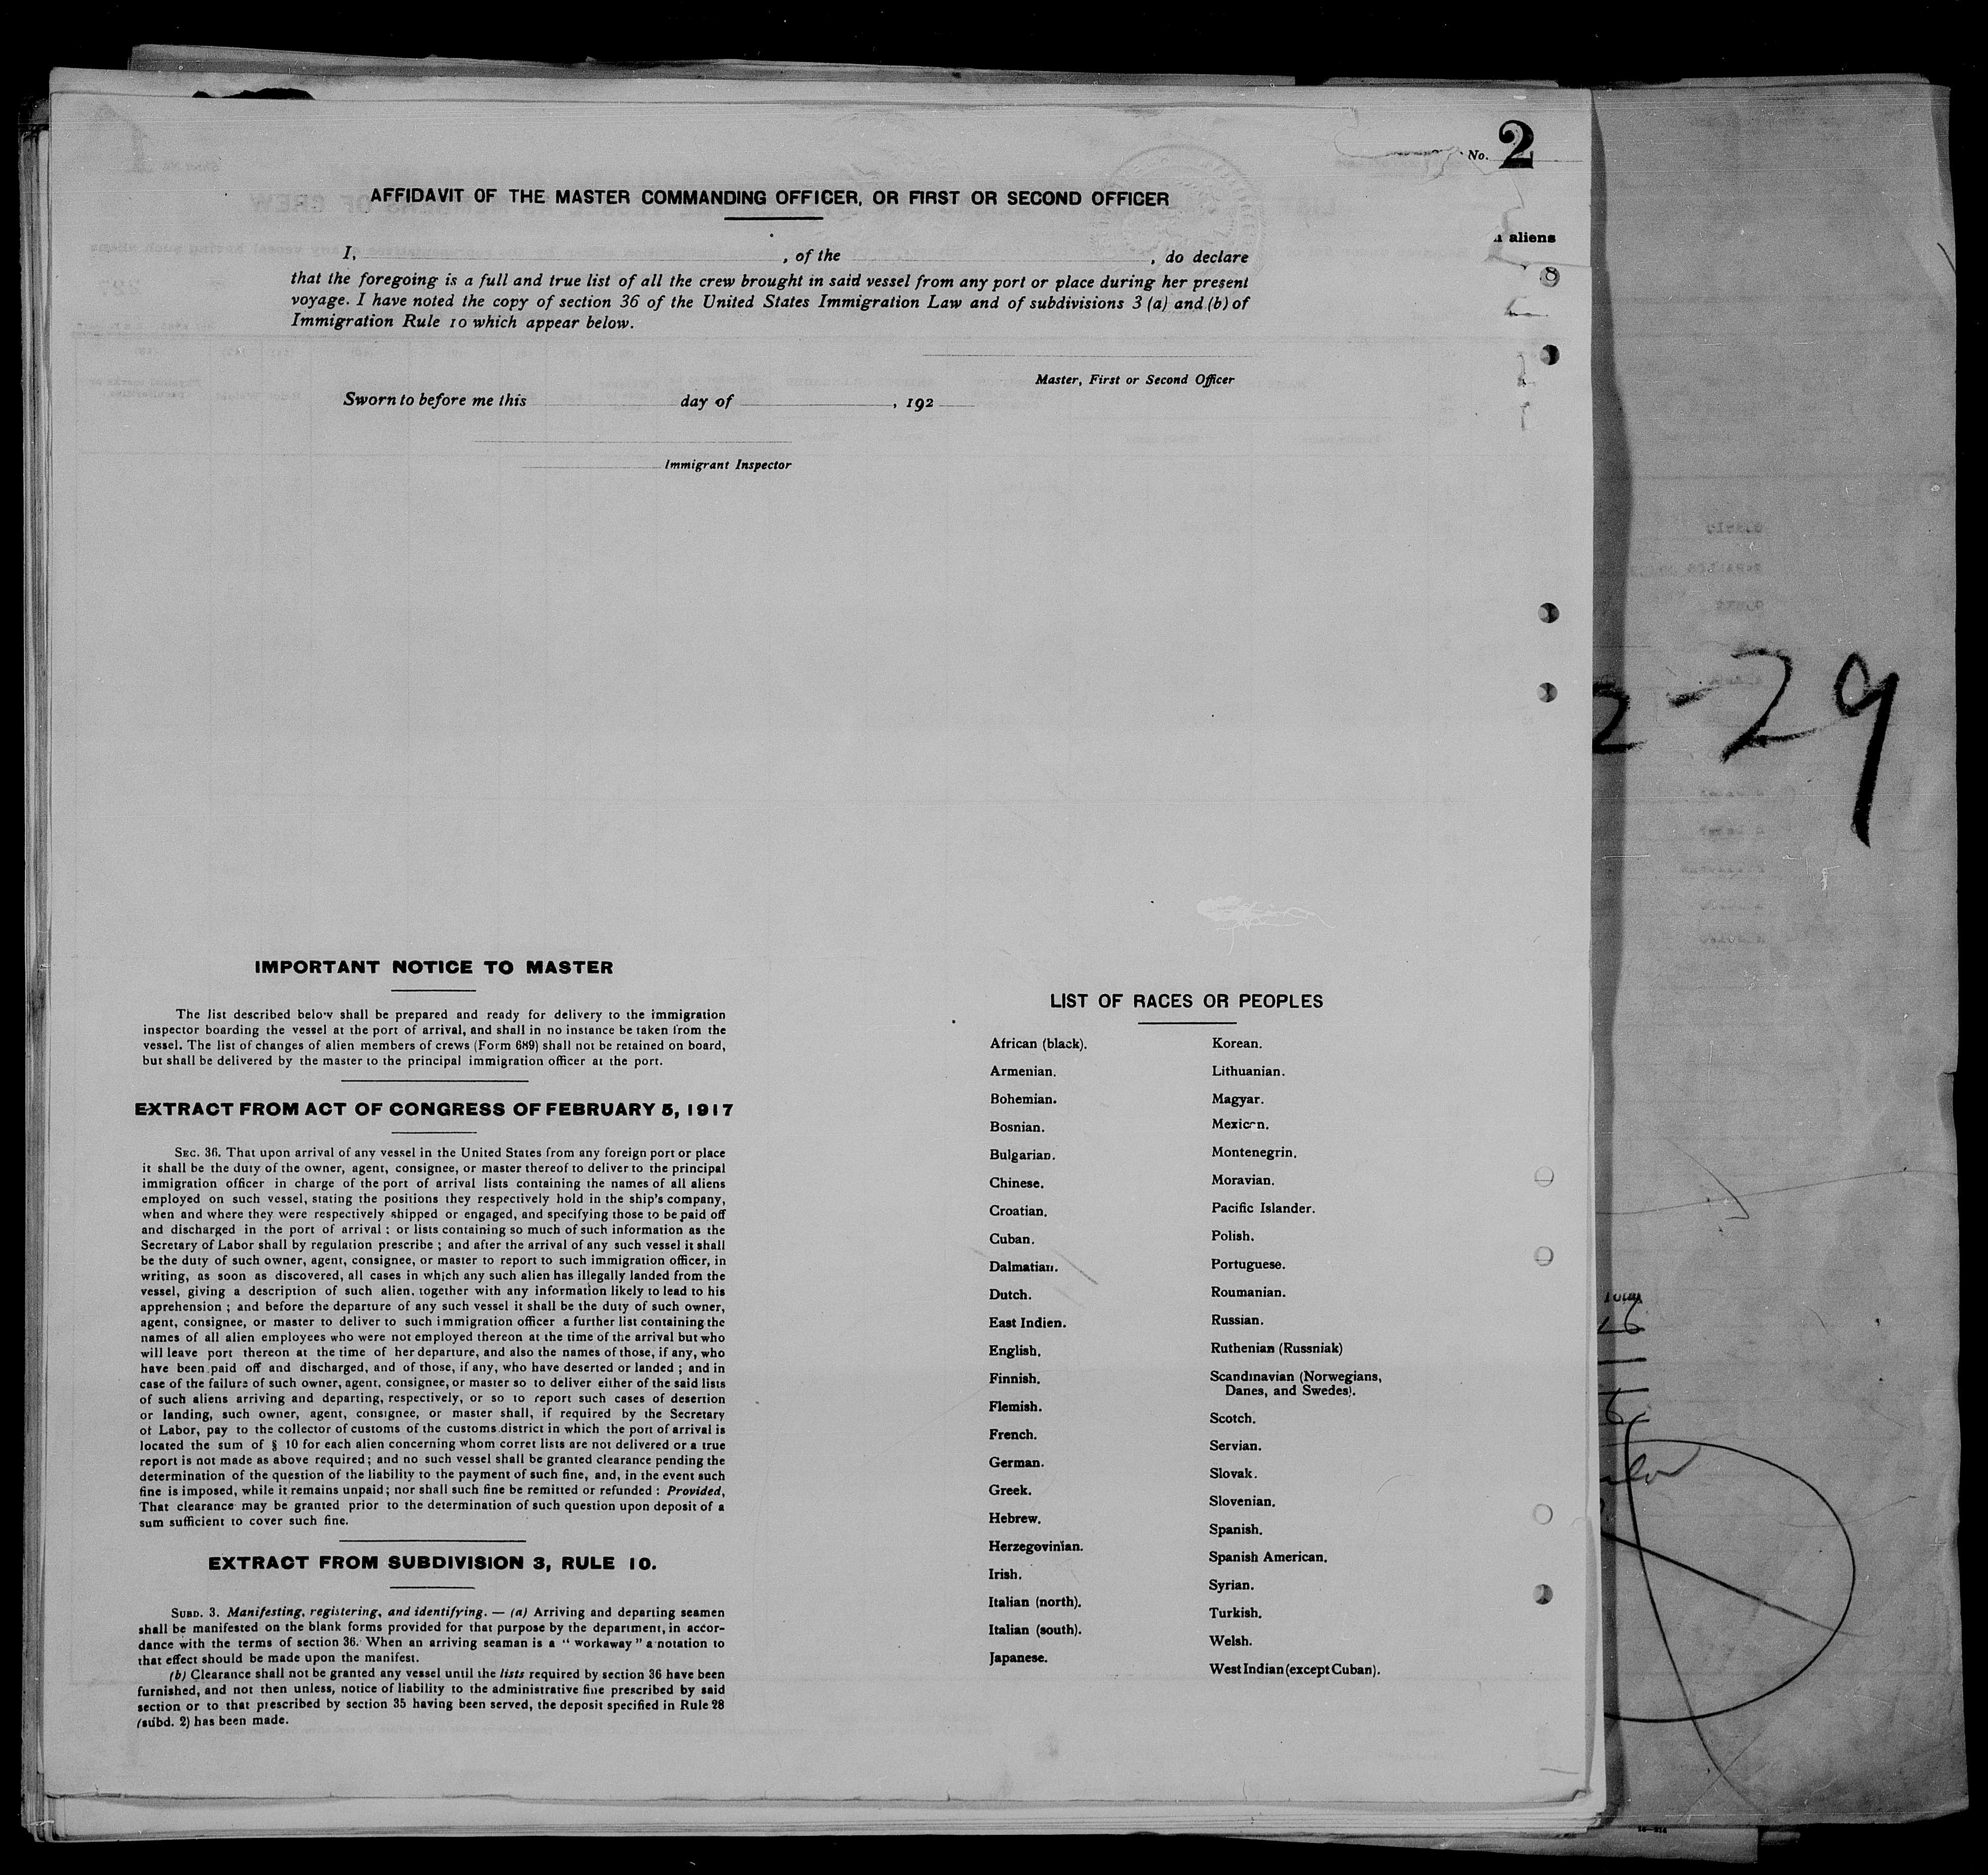 No. 2
AFFIDAVIT OF THE MASTER COMMANDING OFFICER, OR FIRST OR SECOND OFFICER
aliens
I, , of the , do declare
that the foregoing is a full and true list of all the crew brought in said vessel from any port or place during her present
voyage. I have noted the copy of section 36 of the United States Immigration Law and of subdivisions 3 (a) and (b) of
Immigration Rule 10 which appear below.
Master, First or Second Officer
Sworn to before me this day of , 192
Immigrant Inspector
2-29
IMPORTANT NOTICE TO MASTER
The list described below shall be prepared and ready for delivery to the immigration
inspector boarding the vessel at the port of arrival, and shall in no instance be taken from the
vessel. The list of changes of alien members of crews (Form 689) shall not be retained on board,
but shall be delivered by the master to the principal immigration officer at the port.
EXTRACT FROM ACT OF CONGRESS OF FEBRUARY 5, 1917
SEC. 36. That upon arrival of any vessel in the United States from any foreign port or place
it shall be the duty of the owner, agent, consignee, or master thereof to deliver to the principal
immigration officer in charge of the port of arrival lists containing the names of all aliens
employed on such vessel, stating the positions they respectively hold in the ship's company,
when and where they were respectively shipped or engaged, and specifying those to be paid off
and discharged in the port of arrival ; or lists containing so much of such information as the
Secretary of Labor shall by regulation prescribe ; and after the arrival of any such vessel it shall
be the duty of such owner, agent, consignee, or master to report to such immigration officer, in
writing, as soon as discovered, all cases in which any such alien has illegally landed from the
vessel, giving a description of such alien, together with any information likely to lead to his
apprehension ; and before the departure of any such vessel it shall be the duty of such owner,
agent, consignee, or master to deliver to such immigration officer a further list containing the
names of all alien employees who were not employed thereon at the time of the arrival but who
will leave port thereon at the time of her departure, and also the names of those, if any, who
have been paid off and discharged, and of those, if any, who have deserted or landed ; and in
case of the failure of such owner, agent, consignee, or master so to deliver either of the said lists
of such aliens arriving and departing, respectively, or so to report such cases of desertion
or landing, such owner, agent, consignee, or master shall, if required by the Secretary
of Labor, pay to the collector of customs of the customs district in which the port of arrival is
located the sum of § 10 for each alien concerning whom corret lists are not delivered or a true
report is not made as above required ; and no such vessel shall be granted clearance pending the
determination of the question of the liability to the payment of such fine, and, in the event such
fine is imposed, while it remains unpaid ; nor shall such fine be remitted or refunded : Provided,
That clearance may be granted prior to the determination of such question upon deposit of a
sum sufficient to cover such fine.
EXTRACT FROM SUBDIVISION 3, RULE 10.
SUBD. 3. Manifesting, registering, and identifying. — (a) Arriving and departing seamen
shall be manifested on the blank forms provided for that purpose by the department, in accor-
dance with the terms of section 36. When an arriving seaman is a " workaway " a notation to
that effect should be made upon the manifest.
(b) Clearance shall not be granted any vessel until the lists required by section 36 have been
furnished, and not then unless, notice of liability to the administrative fine prescribed by said
section or to that prescribed by section 35 having been served, the deposit specified in Rule 28
(subd. 2) has been made.
LIST OF RACES OR PEOPLES
African (black).
Armenian.
Bohemian.
Bosnian.
Bulgarian.
Chinese.
Croatian.
Cuban.
Dalmatian.
Dutch.
East Indien.
English.
Finnish.
Flemish.
French.
German.
Greek.
Hebrew.
Herzegovinian.
Irish.
Italian (north).
Italian (south).
Japanese.
Korean.
Lithuanian.
Magyar.
Mexican.
Montenegrin.
Moravian.
Pacific Islander.
Polish.
Portuguese.
Roumanian.
Russian.
Ruthenian (Russniak)
Scandinavian (Norwegians,
Danes, and Swedes).
Scotch.
Servian.
Slovak.
Slovenian.
Spanish.
Spanish American.
Syrian.
Turkish.
Welsh.
West Indian (except Cuban).